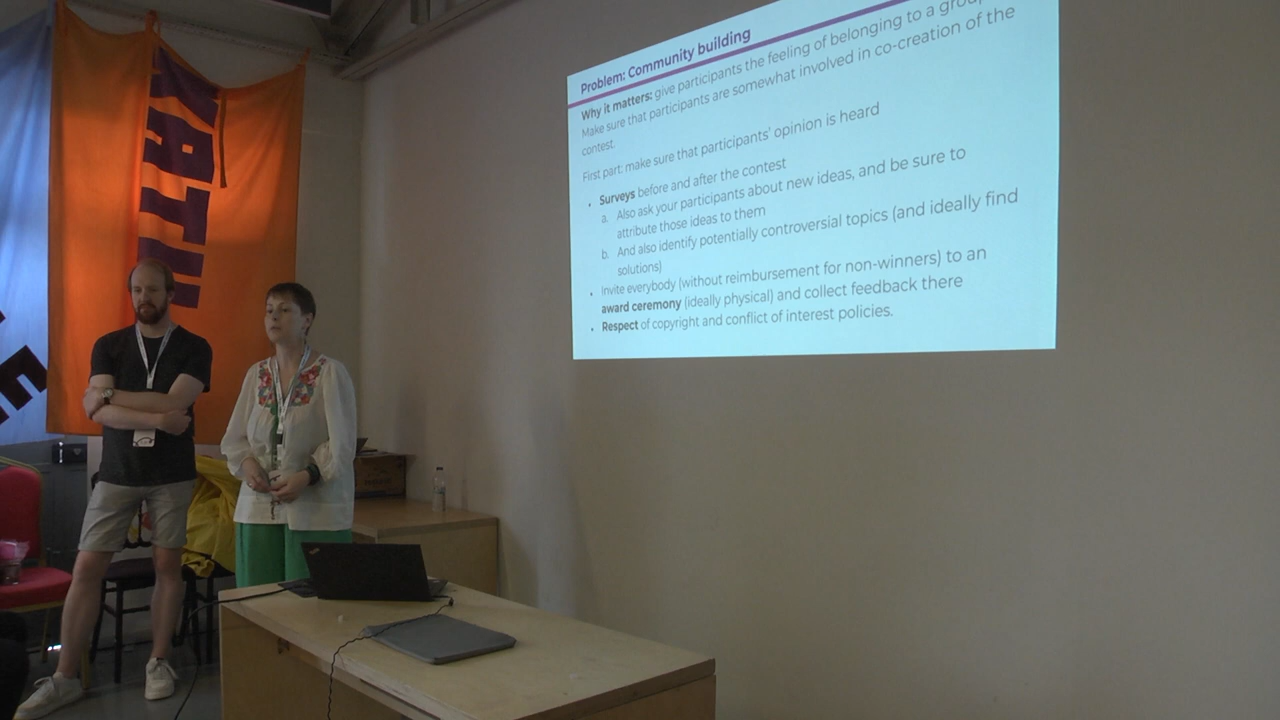 Problem: Community building
Why it matters: give participants the feeling of belonging to a group.
Make sure that participants are somewhat involved in co-creation of the
contest.
First part: make sure that participants' opinion is heard
• Surveys before and after the contest
a. Also ask your participants about new ideas, and be sure to
attribute those ideas to them
b. And also identify potentially controversial topics (and ideally find
solutions)
• Invite everybody (without reimbursement for non-winners) to an
award ceremony (ideally physical) and collect feedback there
• Respect of copyright and conflict of interest policies.